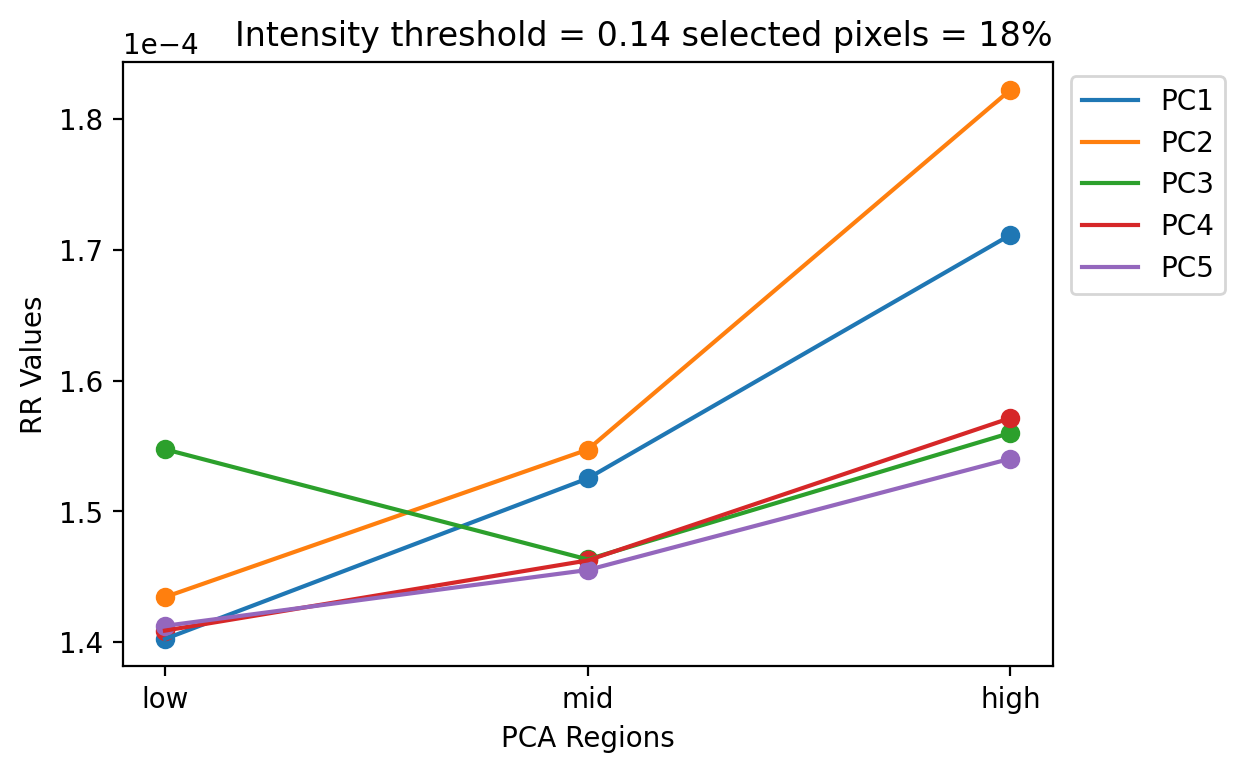 Intensity threshold = 0.14 selected pixels = 18%
1e−4
1.8
1.7
1.6
1.5
1.4
RR Values
low
mid
high
PCA Regions
PC1
PC2
PC3
PC4
PC5